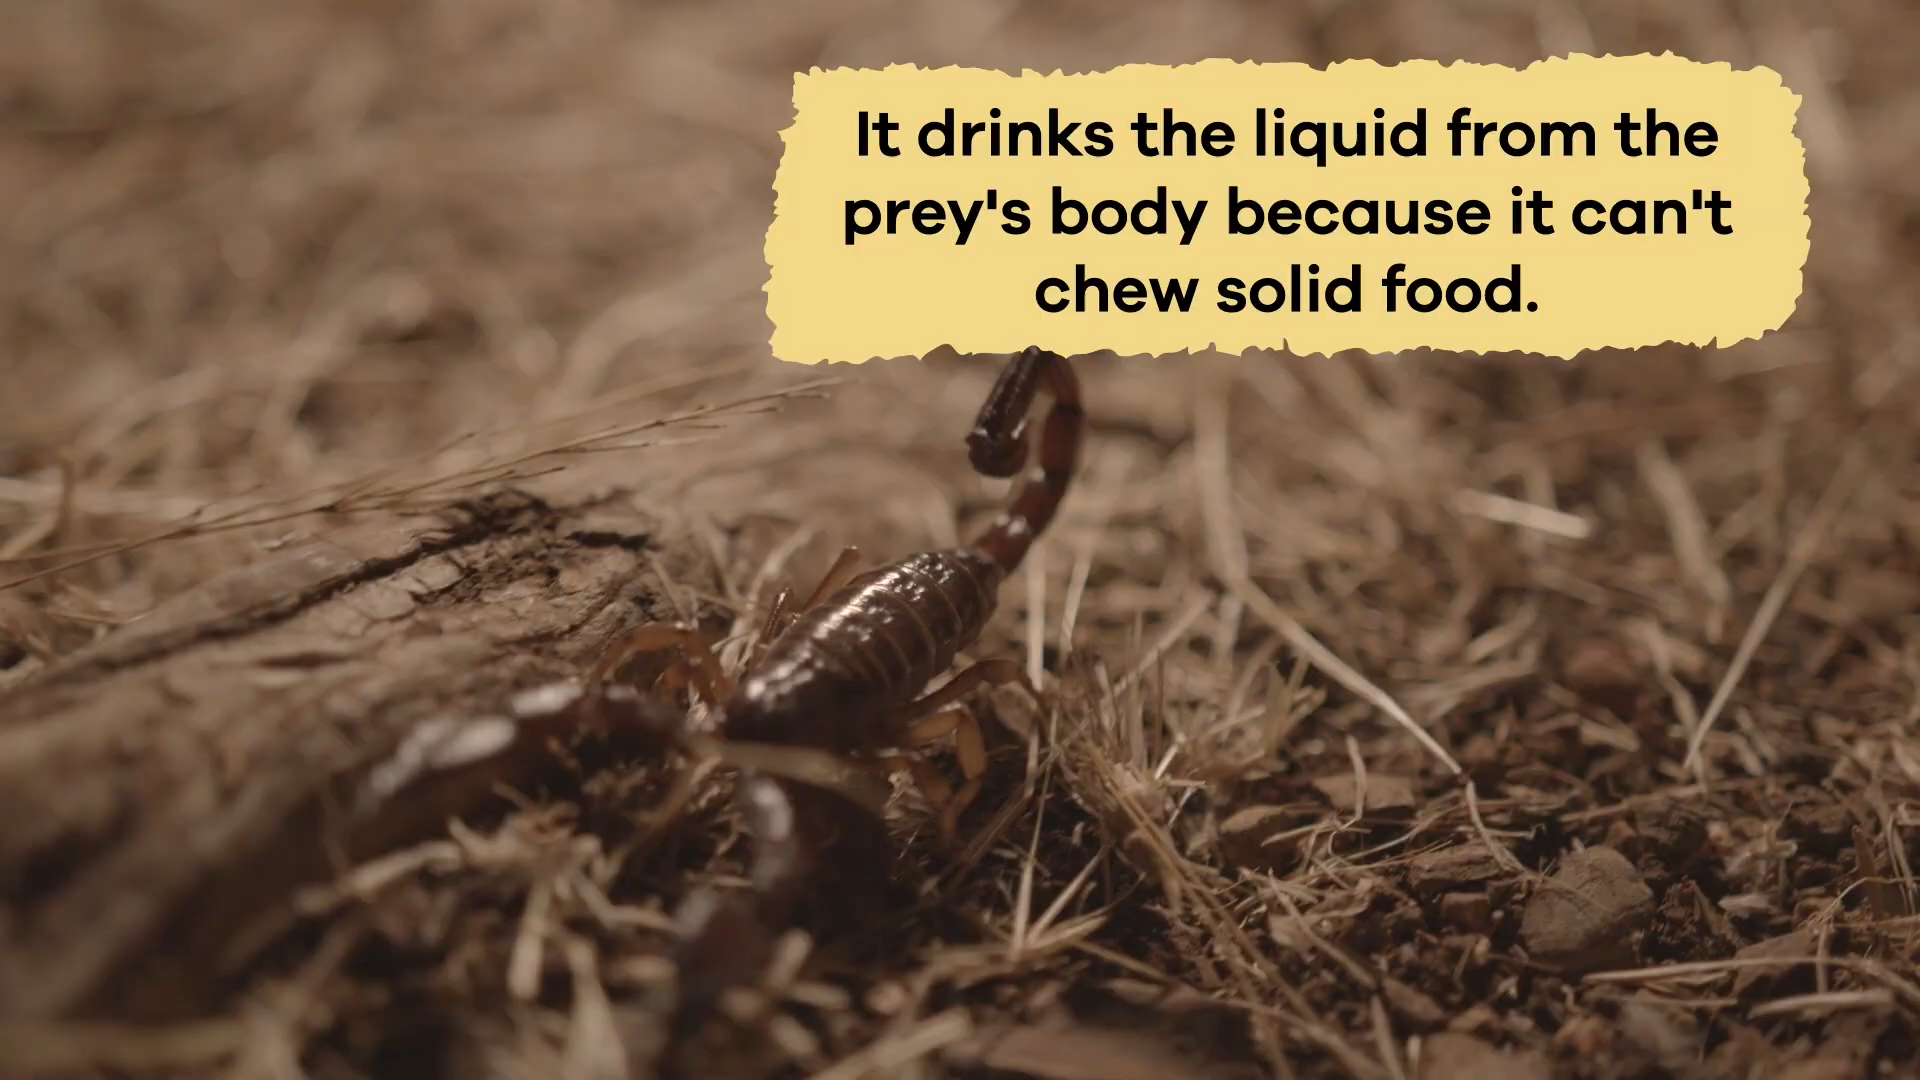 It drinks the liquid from the
prey's body because it can't
chew solid food.